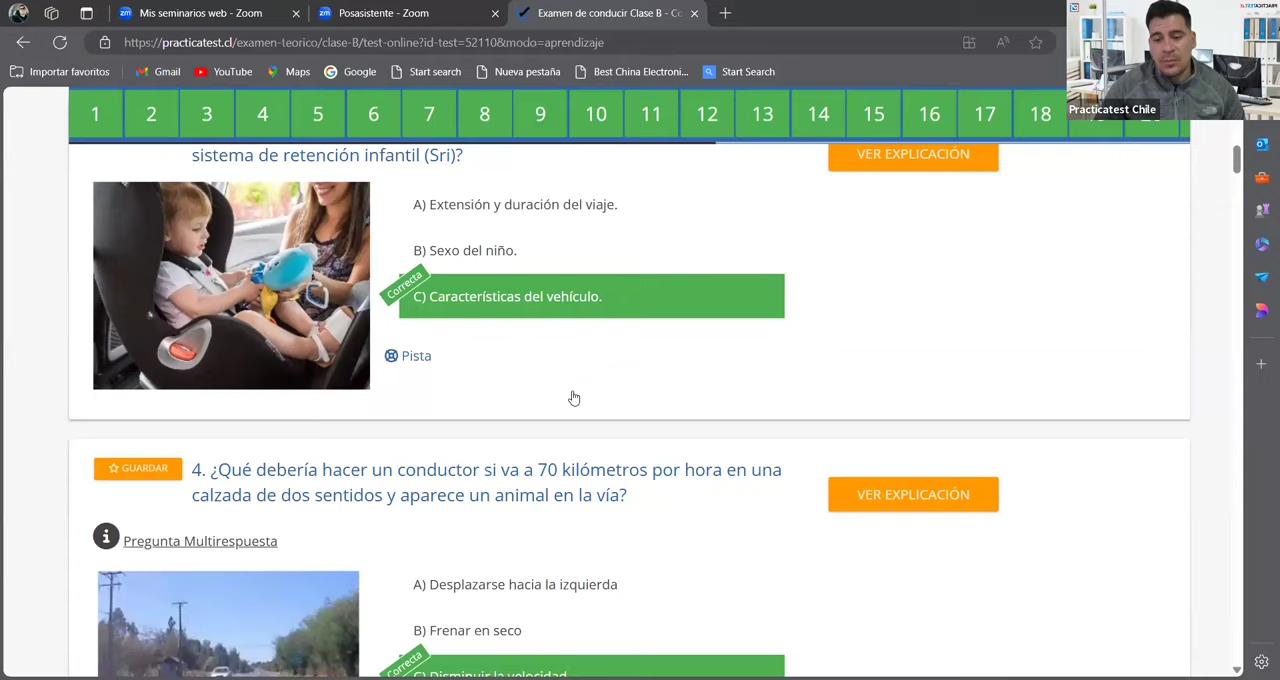 Mis seminarios web - Zoom
Posasistente - Zoom
Examen de conducir Clase B - Co
https://practicatest.cl/examen-teorico/clase-B/test-online?id-test=52110&modo=aprendizaje
Importar favoritos
Gmail
YouTube
Maps
Google
Start search
Nueva pestaña
Best China Electroni...
Start Search
Practicatest Chile
1 2 3 4 5 6 7 8 9 10 11 12 13 14 15 16 17 18
sistema de retención infantil (Sri)?
VER EXPLICACIÓN
A) Extensión y duración del viaje.
B) Sexo del niño.
Correcta
C) Características del vehículo.
Pista
GUARDAR
4. ¿Qué debería hacer un conductor si va a 70 kilómetros por hora en una
calzada de dos sentidos y aparece un animal en la vía?
VER EXPLICACIÓN
Pregunta Multirespuesta
A) Desplazarse hacia la izquierda
B) Frenar en seco
Correcta
C) Disminuir la velocidad